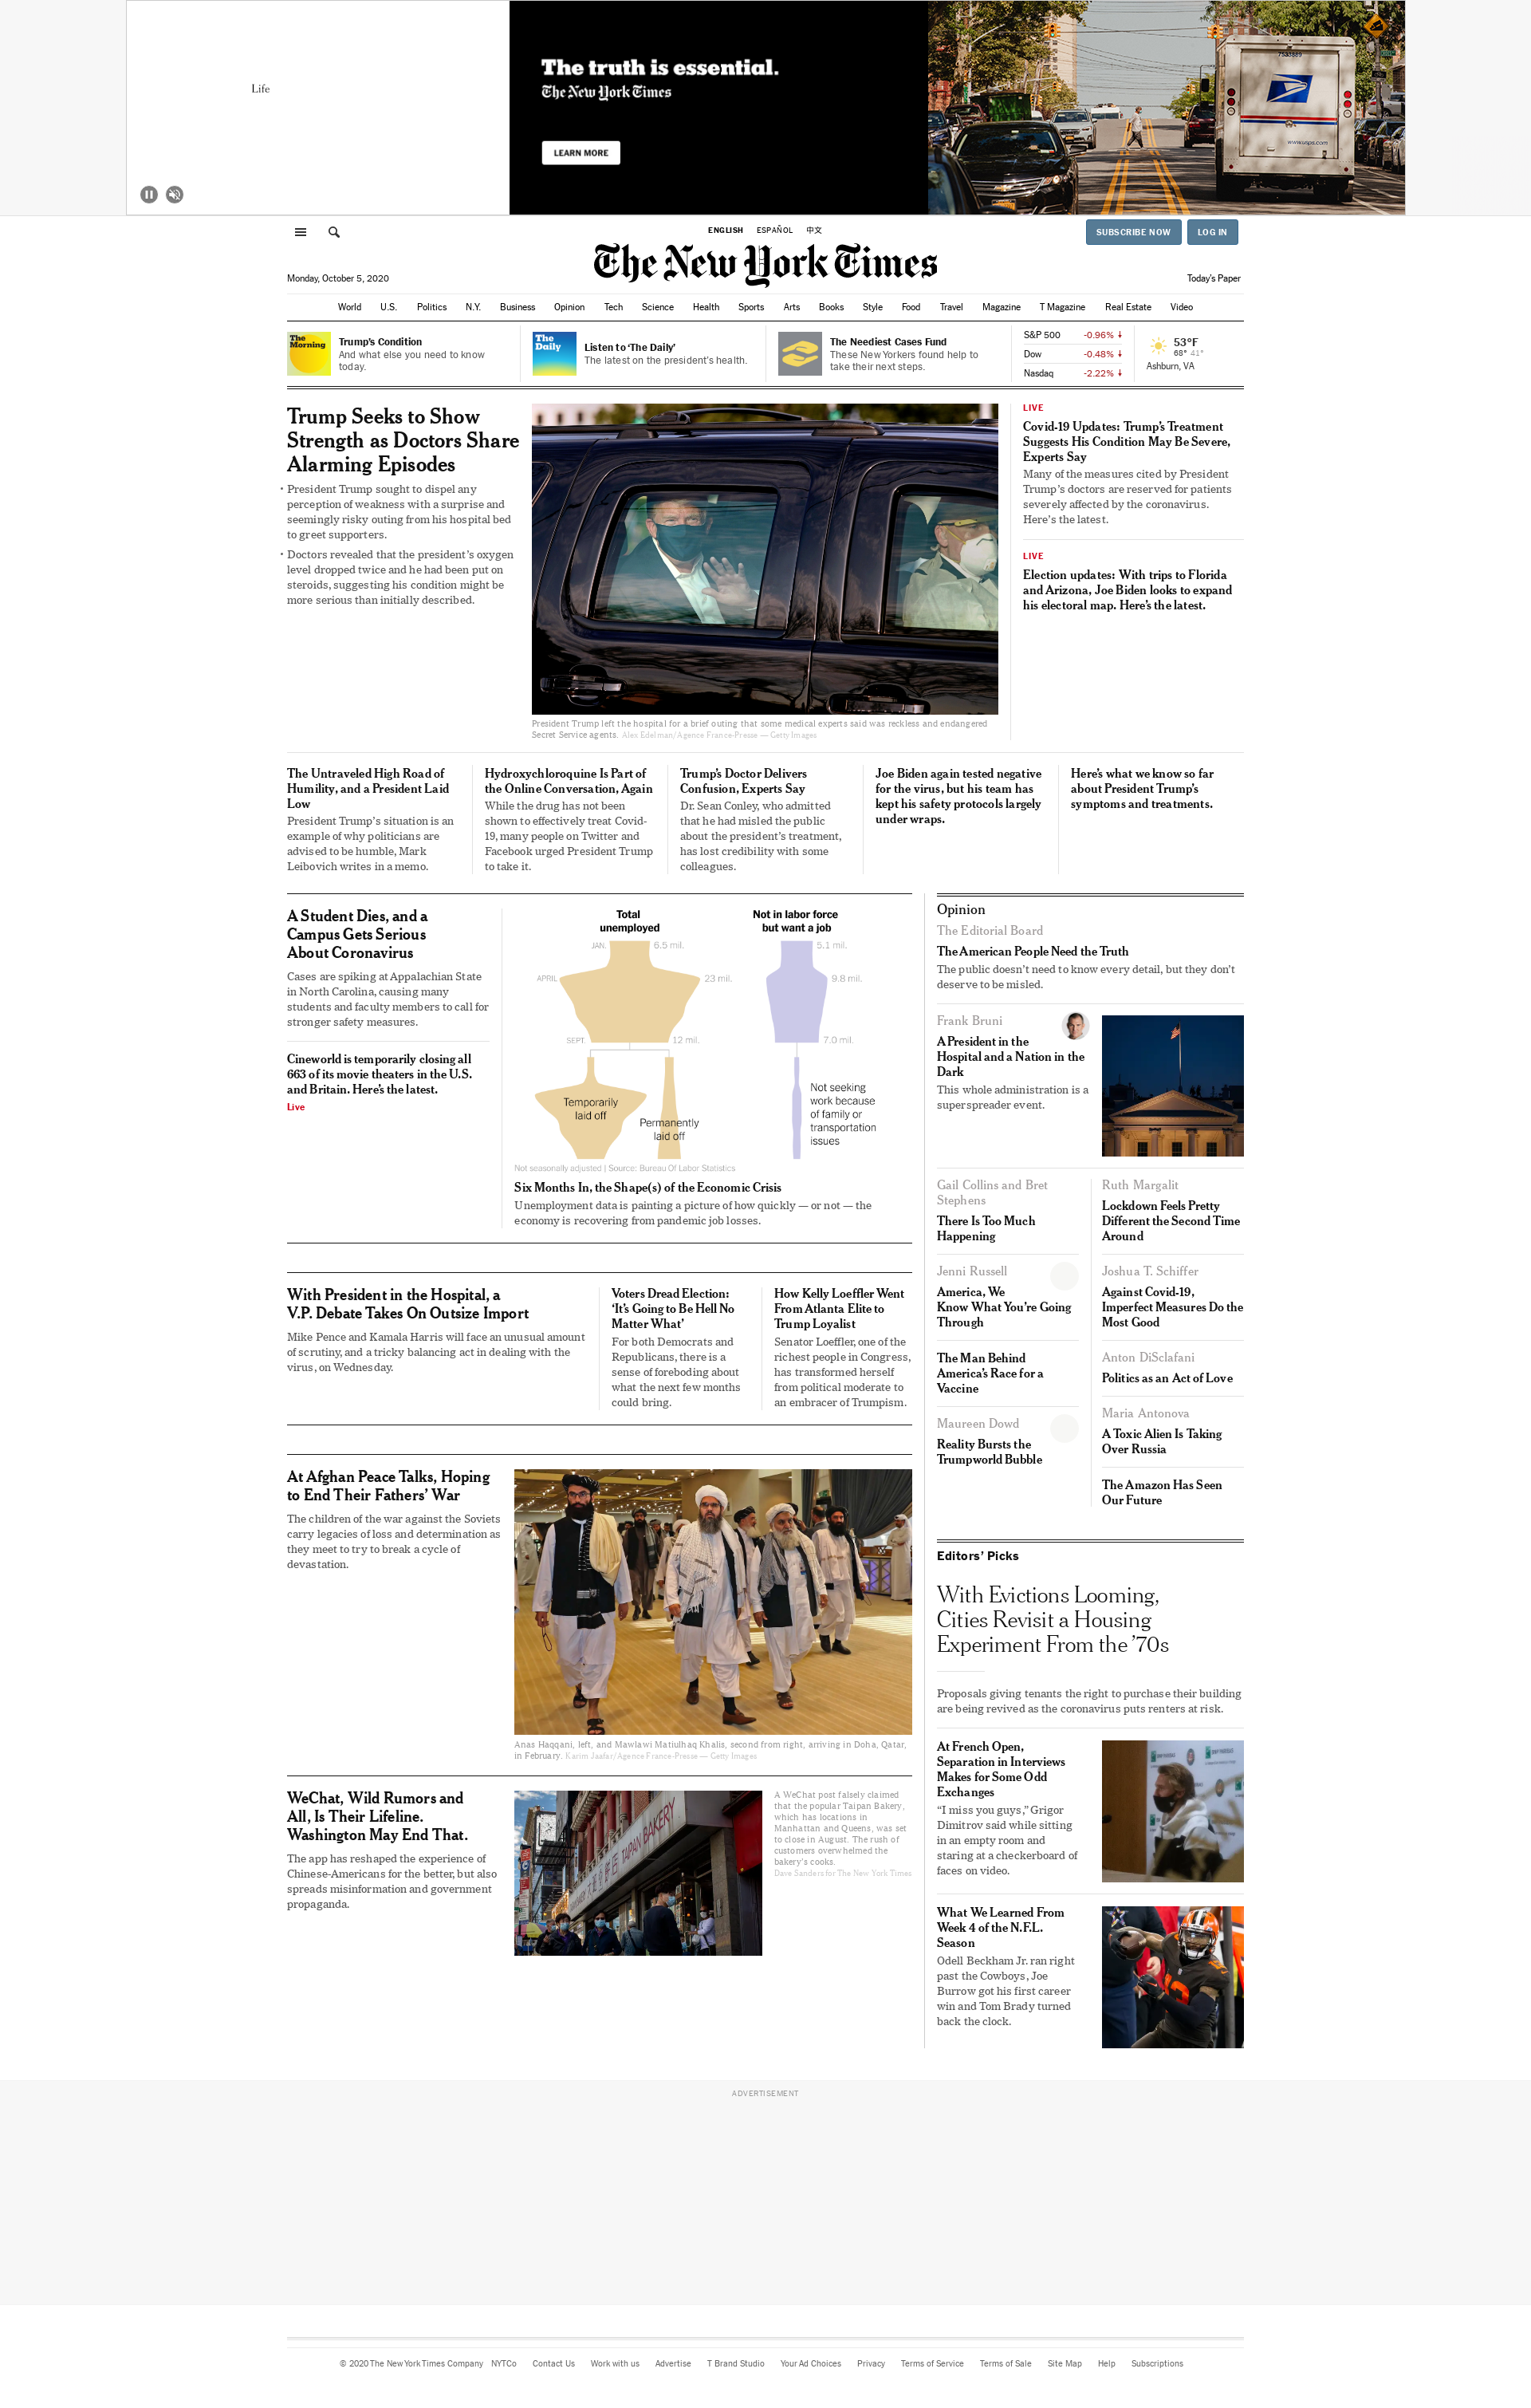 Life
The truth is essential.
The New York Times
LEARN MORE
7533889
www.usps.com
ENGLISH ESPAÑOL 中文
SUBSCRIBE NOW LOG IN
The New York Times
Monday, October 5, 2020
Today's Paper
World U.S. Politics N.Y. Business Opinion Tech Science Health Sports Arts Books Style Food Travel Magazine T Magazine Real Estate Video
The Morning
Trump's Condition
And what else you need to know
today.
The Daily
Listen to 'The Daily'
The latest on the president's health.
The Neediest Cases Fund
These New Yorkers found help to
take their next steps.
S&P 500 -0.96%
Dow -0.48%
Nasdaq -2.22%
53°F
68° 41°
Ashburn, VA
Trump Seeks to Show
Strength as Doctors Share
Alarming Episodes
• President Trump sought to dispel any
perception of weakness with a surprise and
seemingly risky outing from his hospital bed
to greet supporters.
• Doctors revealed that the president's oxygen
level dropped twice and he had been put on
steroids, suggesting his condition might be
more serious than initially described.
President Trump left the hospital for a brief outing that some medical experts said was reckless and endangered
Secret Service agents. Alex Edelman/Agence France-Presse — Getty Images
LIVE
Covid-19 Updates: Trump's Treatment
Suggests His Condition May Be Severe,
Experts Say
Many of the measures cited by President
Trump's doctors are reserved for patients
severely affected by the coronavirus.
Here's the latest.
LIVE
Election updates: With trips to Florida
and Arizona, Joe Biden looks to expand
his electoral map. Here's the latest.
The Untraveled High Road of
Humility, and a President Laid
Low
President Trump's situation is an
example of why politicians are
advised to be humble, Mark
Leibovich writes in a memo.
Hydroxychloroquine Is Part of
the Online Conversation, Again
While the drug has not been
shown to effectively treat Covid-
19, many people on Twitter and
Facebook urged President Trump
to take it.
Trump's Doctor Delivers
Confusion, Experts Say
Dr. Sean Conley, who admitted
that he had misled the public
about the president's treatment,
has lost credibility with some
colleagues.
Joe Biden again tested negative
for the virus, but his team has
kept his safety protocols largely
under wraps.
Here's what we know so far
about President Trump's
symptoms and treatments.
A Student Dies, and a
Campus Gets Serious
About Coronavirus
Cases are spiking at Appalachian State
in North Carolina, causing many
students and faculty members to call for
stronger safety measures.
Cineworld is temporarily closing all
663 of its movie theaters in the U.S.
and Britain. Here's the latest.
Live
Total
unemployed
Not in labor force
but want a job
JAN. 6.5 mil. 5.1 mil.
APRIL 23 mil. 9.8 mil.
SEPT. 12 mil. 7.0 mil.
Temporarily
laid off
Permanently
laid off
Not seeking
work because
of family or
transportation
issues
Not seasonally adjusted | Source: Bureau Of Labor Statistics
Six Months In, the Shape(s) of the Economic Crisis
Unemployment data is painting a picture of how quickly — or not — the
economy is recovering from pandemic job losses.
With President in the Hospital, a
V.P. Debate Takes On Outsize Import
Mike Pence and Kamala Harris will face an unusual amount
of scrutiny, and a tricky balancing act in dealing with the
virus, on Wednesday.
Voters Dread Election:
'It's Going to Be Hell No
Matter What'
For both Democrats and
Republicans, there is a
sense of foreboding about
what the next few months
could bring.
How Kelly Loeffler Went
From Atlanta Elite to
Trump Loyalist
Senator Loeffler, one of the
richest people in Congress,
has transformed herself
from political moderate to
an embracer of Trumpism.
At Afghan Peace Talks, Hoping
to End Their Fathers' War
The children of the war against the Soviets
carry legacies of loss and determination as
they meet to try to break a cycle of
devastation.
Anas Haqqani, left, and Mawlawi Matiulhaq Khalis, second from right, arriving in Doha, Qatar,
in February. Karim Jaafar/Agence France-Presse — Getty Images
WeChat, Wild Rumors and
All, Is Their Lifeline.
Washington May End That.
The app has reshaped the experience of
Chinese-Americans for the better, but also
spreads misinformation and government
propaganda.
TAIPAN BAKERY
A WeChat post falsely claimed
that the popular Taipan Bakery,
which has locations in
Manhattan and Queens, was set
to close in August. The rush of
customers overwhelmed the
bakery's cooks.
Dave Sanders for The New York Times
Opinion
The Editorial Board
The American People Need the Truth
The public doesn't need to know every detail, but they don't
deserve to be misled.
Frank Bruni
A President in the
Hospital and a Nation in the
Dark
This whole administration is a
superspreader event.
Gail Collins and Bret
Stephens
There Is Too Much
Happening
Jenni Russell
America, We
Know What You're Going
Through
The Man Behind
America's Race for a
Vaccine
Maureen Dowd
Reality Bursts the
Trumpworld Bubble
Ruth Margalit
Lockdown Feels Pretty
Different the Second Time
Around
Joshua T. Schiffer
Against Covid-19,
Imperfect Measures Do the
Most Good
Anton DiSclafani
Politics as an Act of Love
Maria Antonova
A Toxic Alien Is Taking
Over Russia
The Amazon Has Seen
Our Future
Editors' Picks
With Evictions Looming,
Cities Revisit a Housing
Experiment From the '70s
Proposals giving tenants the right to purchase their building
are being revived as the coronavirus puts renters at risk.
At French Open,
Separation in Interviews
Makes for Some Odd
Exchanges
“I miss you guys,” Grigor
Dimitrov said while sitting
in an empty room and
staring at a checkerboard of
faces on video.
What We Learned From
Week 4 of the N.F.L.
Season
Odell Beckham Jr. ran right
past the Cowboys, Joe
Burrow got his first career
win and Tom Brady turned
back the clock.
ADVERTISEMENT
© 2020 The New York Times Company NYTCo Contact Us Work with us Advertise T Brand Studio Your Ad Choices Privacy Terms of Service Terms of Sale Site Map Help Subscriptions